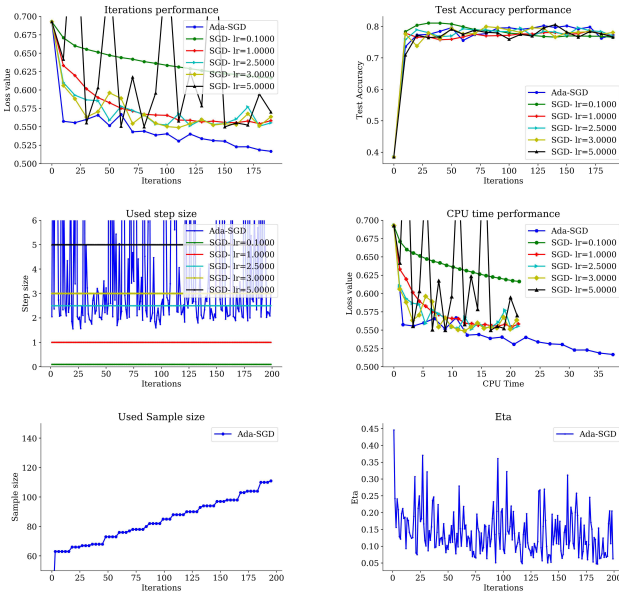 Iterations performance
0.700
0.675
0.650
0.625
0.600
0.575
0.550
0.525
0.500
Loss value
0 25 50 75 100 125 150 175 200
Iterations
Ada-SGD
SGD- lr=0.1000
SGD- lr=1.0000
SGD- lr=2.5000
SGD- lr=3.0000
SGD- lr=5.0000
Test Accuracy performance
0.8
0.7
0.6
0.5
0.4
Test Accuracy
0 25 50 75 100 125 150 175 200
Iterations
Ada-SGD
SGD- lr=0.1000
SGD- lr=1.0000
SGD- lr=2.5000
SGD- lr=3.0000
SGD- lr=5.0000
Used step size
6
5
4
3
2
1
0
Step size
0 25 50 75 100 125 150 175 200
Iterations
Ada-SGD
SGD- lr=0.1000
SGD- lr=1.0000
SGD- lr=2.5000
SGD- lr=3.0000
SGD- lr=5.0000
CPU time performance
0.700
0.675
0.650
0.625
0.600
0.575
0.550
0.525
0.500
Loss value
0 5 10 15 20 25 30 35
CPU Time
Ada-SGD
SGD- lr=0.1000
SGD- lr=1.0000
SGD- lr=2.5000
SGD- lr=3.0000
SGD- lr=5.0000
Used Sample size
140
120
100
80
60
Sample size
0 25 50 75 100 125 150 175 200
Iterations
Ada-SGD
Eta
0.45
0.40
0.35
0.30
0.25
0.20
0.15
0.10
0.05
Eta
0 25 50 75 100 125 150 175 200
Iterations
Ada-SGD